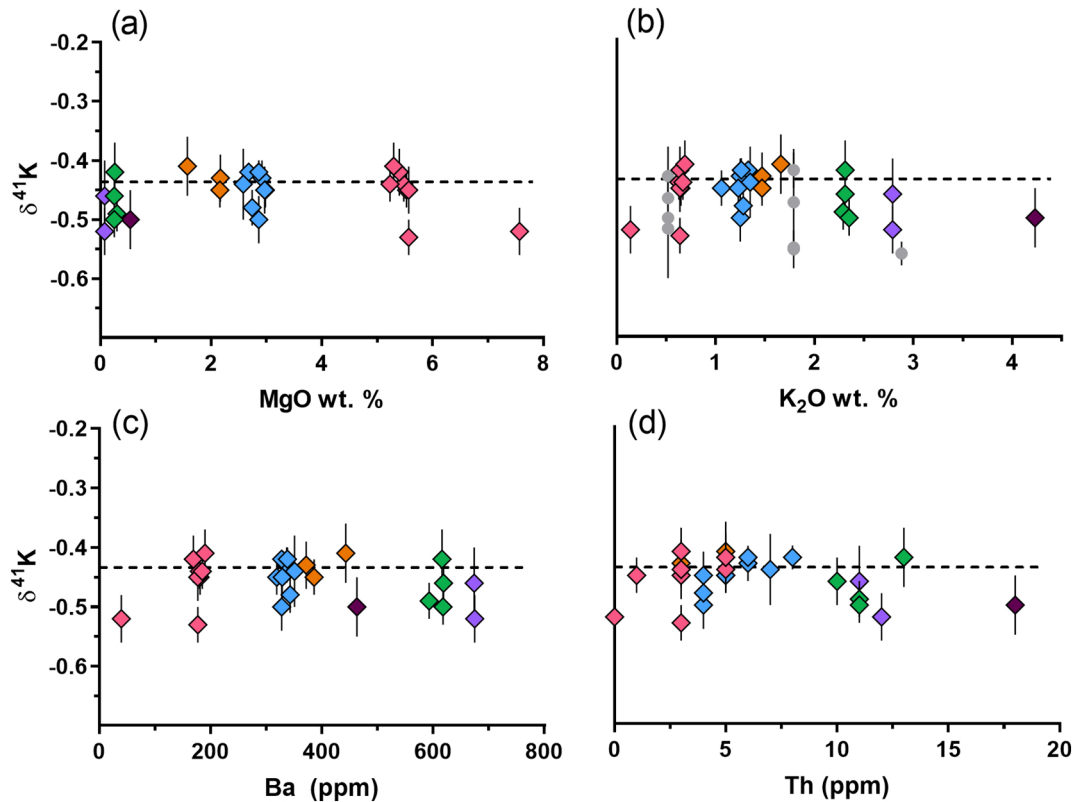 (a)
(b)
-0.2
-0.3
-0.4
-0.5
-0.6
δ⁴¹K
0 2 4 6 8
0 1 2 3 4
MgO wt. %
K₂O wt. %
(c)
(d)
-0.2
-0.3
-0.4
-0.5
-0.6
δ⁴¹K
0 200 400 600 800
0 5 10 15 20
Ba (ppm)
Th (ppm)